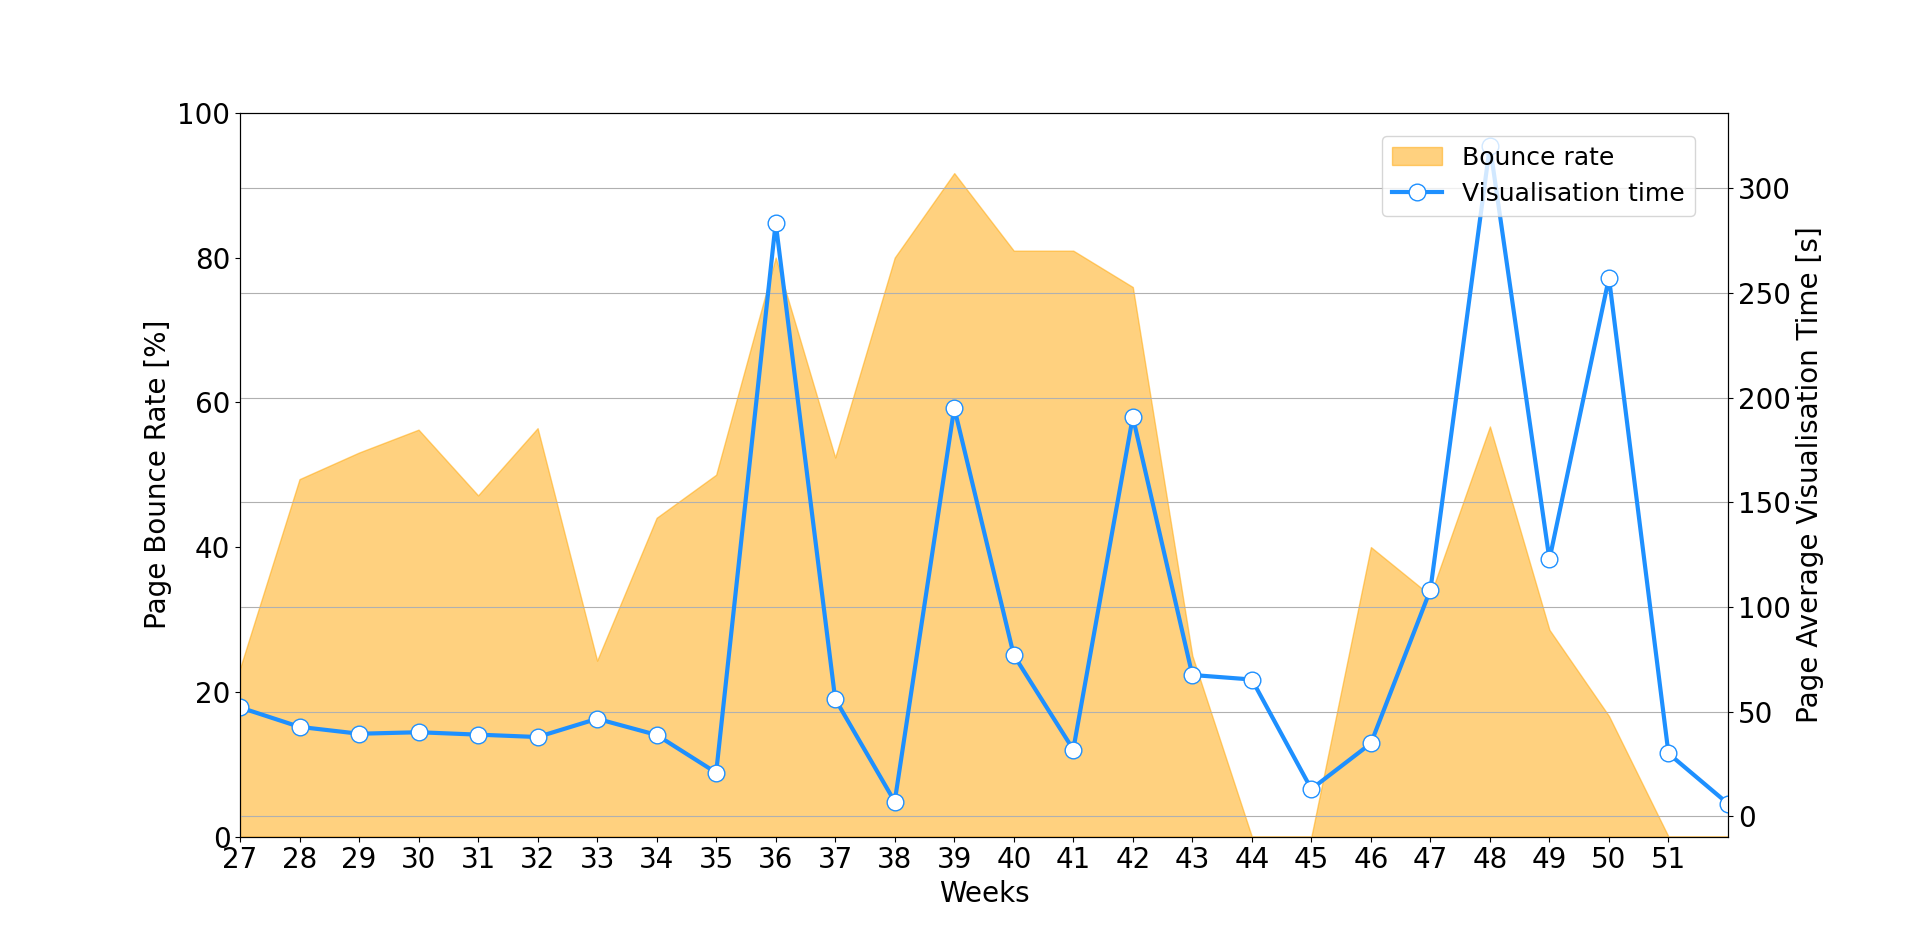 Bounce rate
Visualisation time
100
80
60
40
20
0
Page Bounce Rate [%]
300
250
200
150
100
50
0
Page Average Visualisation Time [s]
27 28 29 30 31 32 33 34 35 36 37 38 39 40 41 42 43 44 45 46 47 48 49 50 51
Weeks